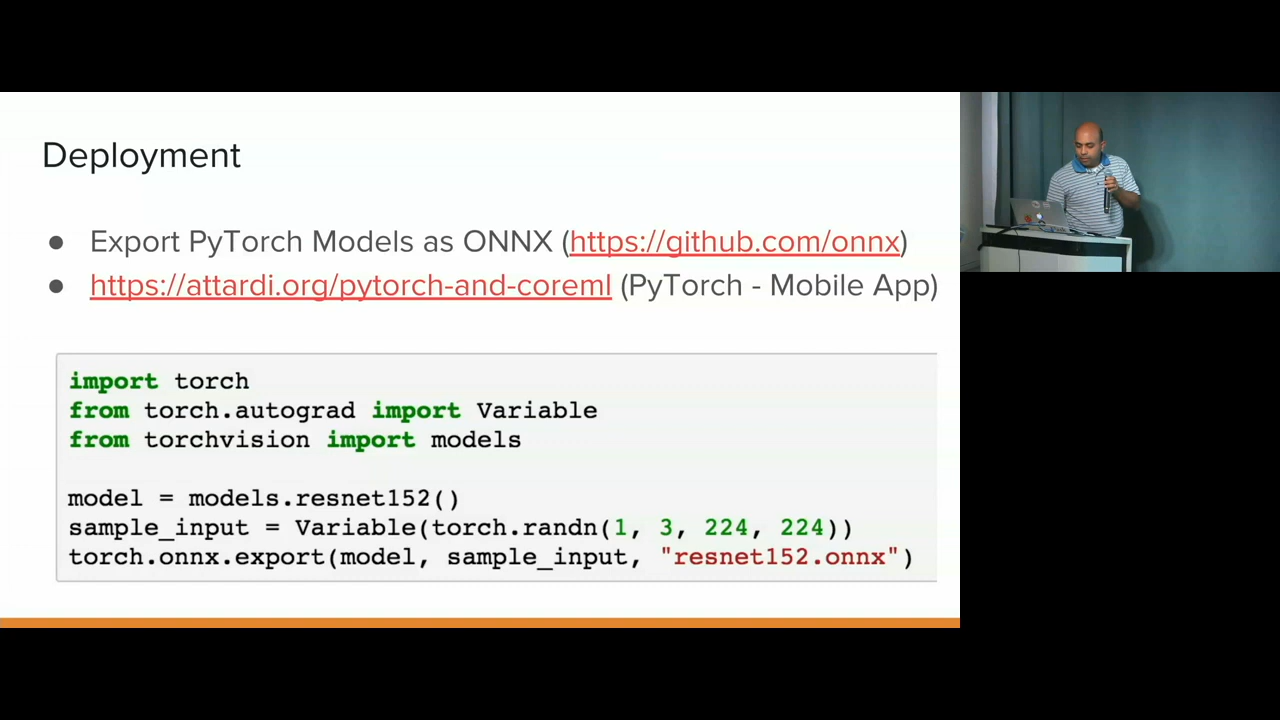 Deployment
● Export PyTorch Models as ONNX (https://github.com/onnx)
● https://attardi.org/pytorch-and-coreml (PyTorch - Mobile App)
import torch
from torch.autograd import Variable
from torchvision import models
model = models.resnet152()
sample_input = Variable(torch.randn(1, 3, 224, 224))
torch.onnx.export(model, sample_input, "resnet152.onnx")